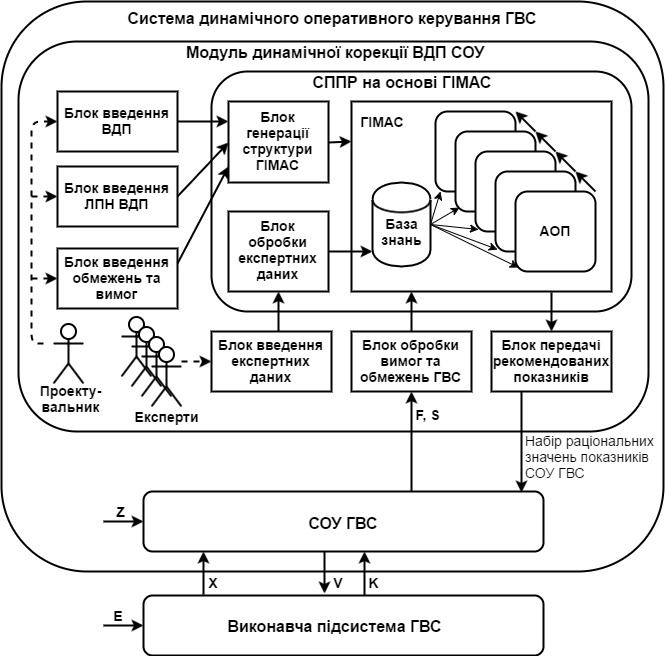 Система динамічного оперативного керування ГВС
Модуль динамічної корекції ВДП СОУ
СППР на основі ГІМАС
Блок введення
ВДП
Блок
генерації
структури
ГІМАС
ГІМАС
Блок введення
ЛПН ВДП
База
знань
АОП
Блок
обробки
експертних
даних
Блок введення
обмежень та
вимог
Проекту-
вальник
Експерти
Блок введення
експертних
даних
Блок обробки
вимог та
обмежень ГВС
Блок передачі
рекомендованих
показників
F, S
Набір раціональних
значень показників
СОУ ГВС
Z
СОУ ГВС
X
V
K
E
Виконавча підсистема ГВС